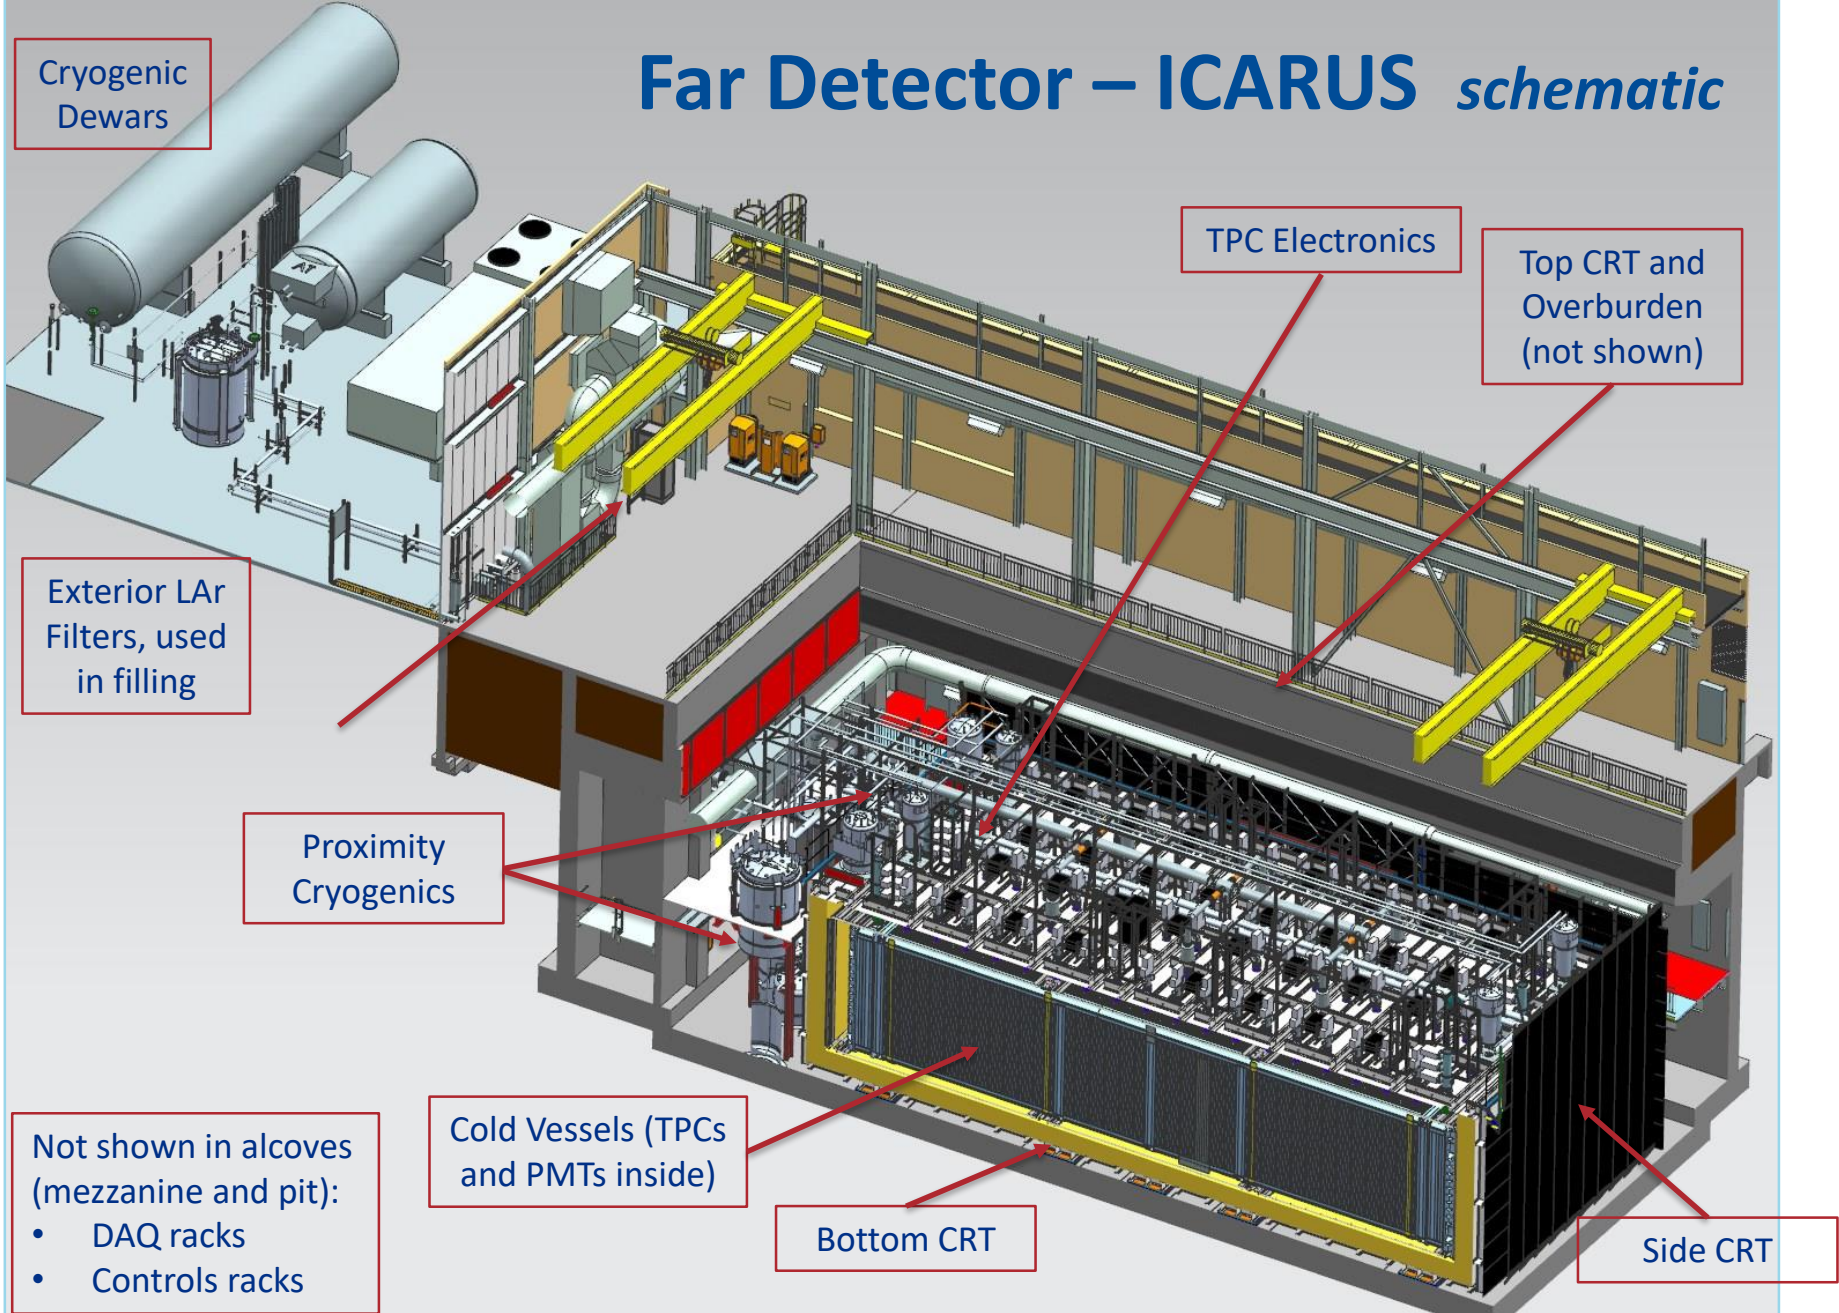 Far Detector – ICARUS schematic
Cryogenic
Dewars
TPC Electronics
Top CRT and
Overburden
(not shown)
AT
Exterior LAr
Filters, used
in filling
Proximity
Cryogenics
Cold Vessels (TPCs
and PMTs inside)
Bottom CRT
Side CRT
Not shown in alcoves
(mezzanine and pit):
• DAQ racks
• Controls racks